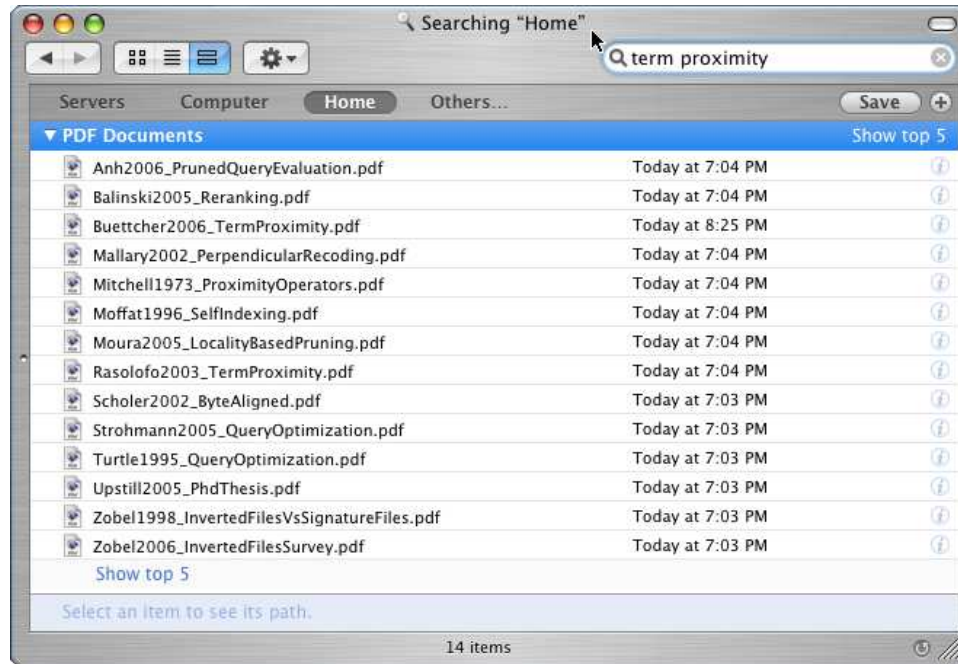 Searching “Home”
term proximity
Servers Computer Home Others... Save
PDF Documents Show top 5
Anh2006_PrunedQueryEvaluation.pdf Today at 7:04 PM
Balinski2005_Reranking.pdf Today at 7:04 PM
Buettcher2006_TermProximity.pdf Today at 8:25 PM
Mallary2002_PerpendicularRecoding.pdf Today at 7:04 PM
Mitchell1973_ProximityOperators.pdf Today at 7:04 PM
Moffat1996_SelfIndexing.pdf Today at 7:04 PM
Moura2005_LocalityBasedPruning.pdf Today at 7:04 PM
Rasolofo2003_TermProximity.pdf Today at 7:04 PM
Scholer2002_ByteAligned.pdf Today at 7:03 PM
Strohmann2005_QueryOptimization.pdf Today at 7:03 PM
Turtle1995_QueryOptimization.pdf Today at 7:03 PM
Upstill2005_PhdThesis.pdf Today at 7:03 PM
Zobel1998_InvertedFilesVsSignatureFiles.pdf Today at 7:03 PM
Zobel2006_InvertedFilesSurvey.pdf Today at 7:03 PM
Show top 5
Select an item to see its path.
14 items